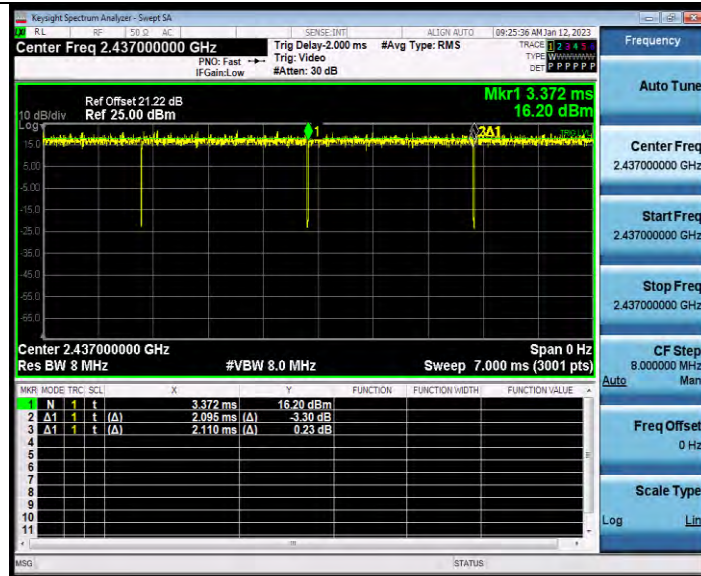 Keysight Spectrum Analyzer - Swept SA
RL RF 50 Ω AC SENSE:INT ALIGN AUTO 09:25:36 AM Jan 12, 2023
Center Freq 2.437000000 GHz
PNO: Fast
IFGain:Low
Trig Delay-2.000 ms
Trig: Video
#Atten: 30 dB
#Avg Type: RMS
TRACE 1 2 3 4 5
TYPE
DET P P P P P P
Frequency
Mkr1 3.372 ms
16.20 dBm
Ref Offset 21.22 dB
10 dB/div Ref 25.00 dBm
Log
1
3Δ1
15.0
5.00
-5.00
-15.0
-25.0
-35.0
-45.0
-55.0
-65.0
Center 2.437000000 GHz Span 0 Hz
Res BW 8 MHz #VBW 8.0 MHz Sweep 7.000 ms (3001 pts)
MKR MODE TRC SCL X Y FUNCTION FUNCTION WIDTH FUNCTION VALUE
1 N 1 t 3.372 ms 16.20 dBm
2 Δ1 1 t (Δ) 2.095 ms (Δ) -3.30 dB
3 Δ1 1 t (Δ) 2.110 ms (Δ) 0.23 dB
4
5
6
7
8
9
10
11
MSG STATUS
Auto Tune
Center Freq
2.437000000 GHz
Start Freq
2.437000000 GHz
Stop Freq
2.437000000 GHz
CF Step
8.000000 MHz
Auto Man
Freq Offset
0 Hz
Scale Type
Log Lin